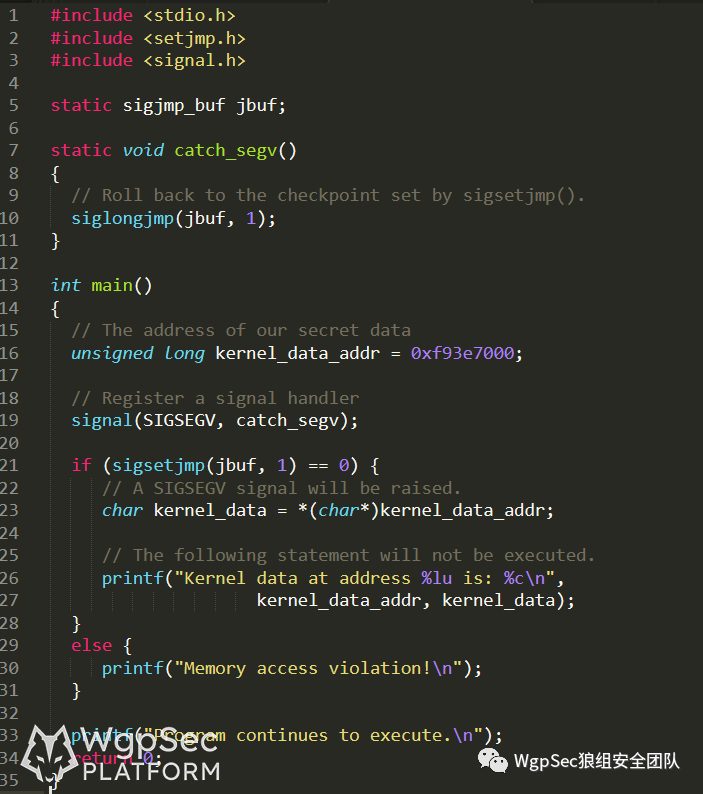 1 #include <stdio.h>
2 #include <setjmp.h>
3 #include <signal.h>
4
5 static sigjmp_buf jbuf;
6
7 static void catch_segv()
8 {
9   // Roll back to the checkpoint set by sigsetjmp().
10   siglongjmp(jbuf, 1);
11 }
12
13 int main()
14 {
15   // The address of our secret data
16   unsigned long kernel_data_addr = 0xf93e7000;
17
18   // Register a signal handler
19   signal(SIGSEGV, catch_segv);
20
21   if (sigsetjmp(jbuf, 1) == 0) {
22      // A SIGSEGV signal will be raised.
23      char kernel_data = *(char*)kernel_data_addr;
24
25      // The following statement will not be executed.
26      printf("Kernel data at address %lu is: %c\n",
27                     kernel_data_addr, kernel_data);
28   }
29   else {
30      printf("Memory access violation!\n");
31   }
32
33   printf("Program continues to execute.\n");
34   return 0;
35 }
WgpSec
PLATFORM
WgpSec狼组安全团队